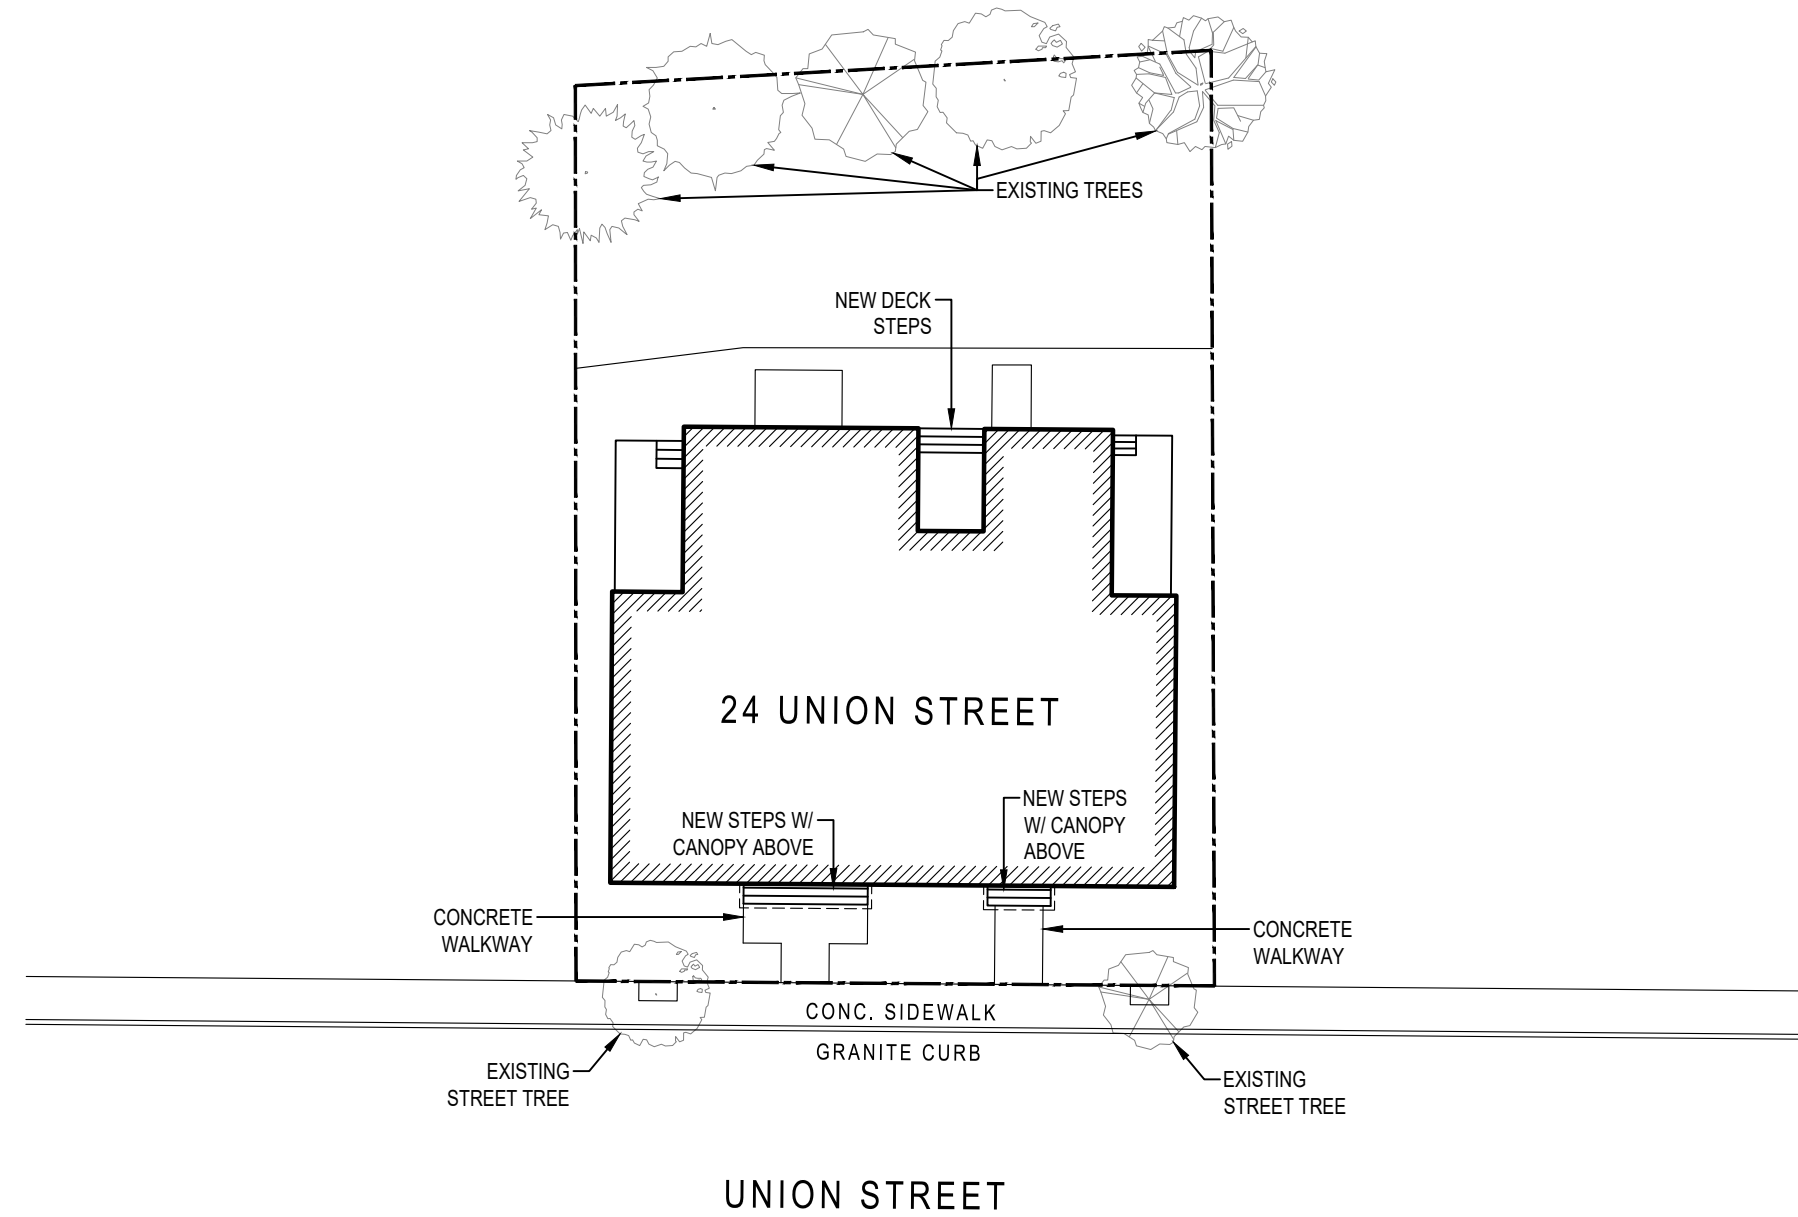 EXISTING TREES
NEW DECK
STEPS
24 UNION STREET
NEW STEPS W/
CANOPY ABOVE
NEW STEPS
W/ CANOPY
ABOVE
CONCRETE
WALKWAY
CONCRETE
WALKWAY
CONC. SIDEWALK
GRANITE CURB
EXISTING
STREET TREE
EXISTING
STREET TREE
UNION STREET